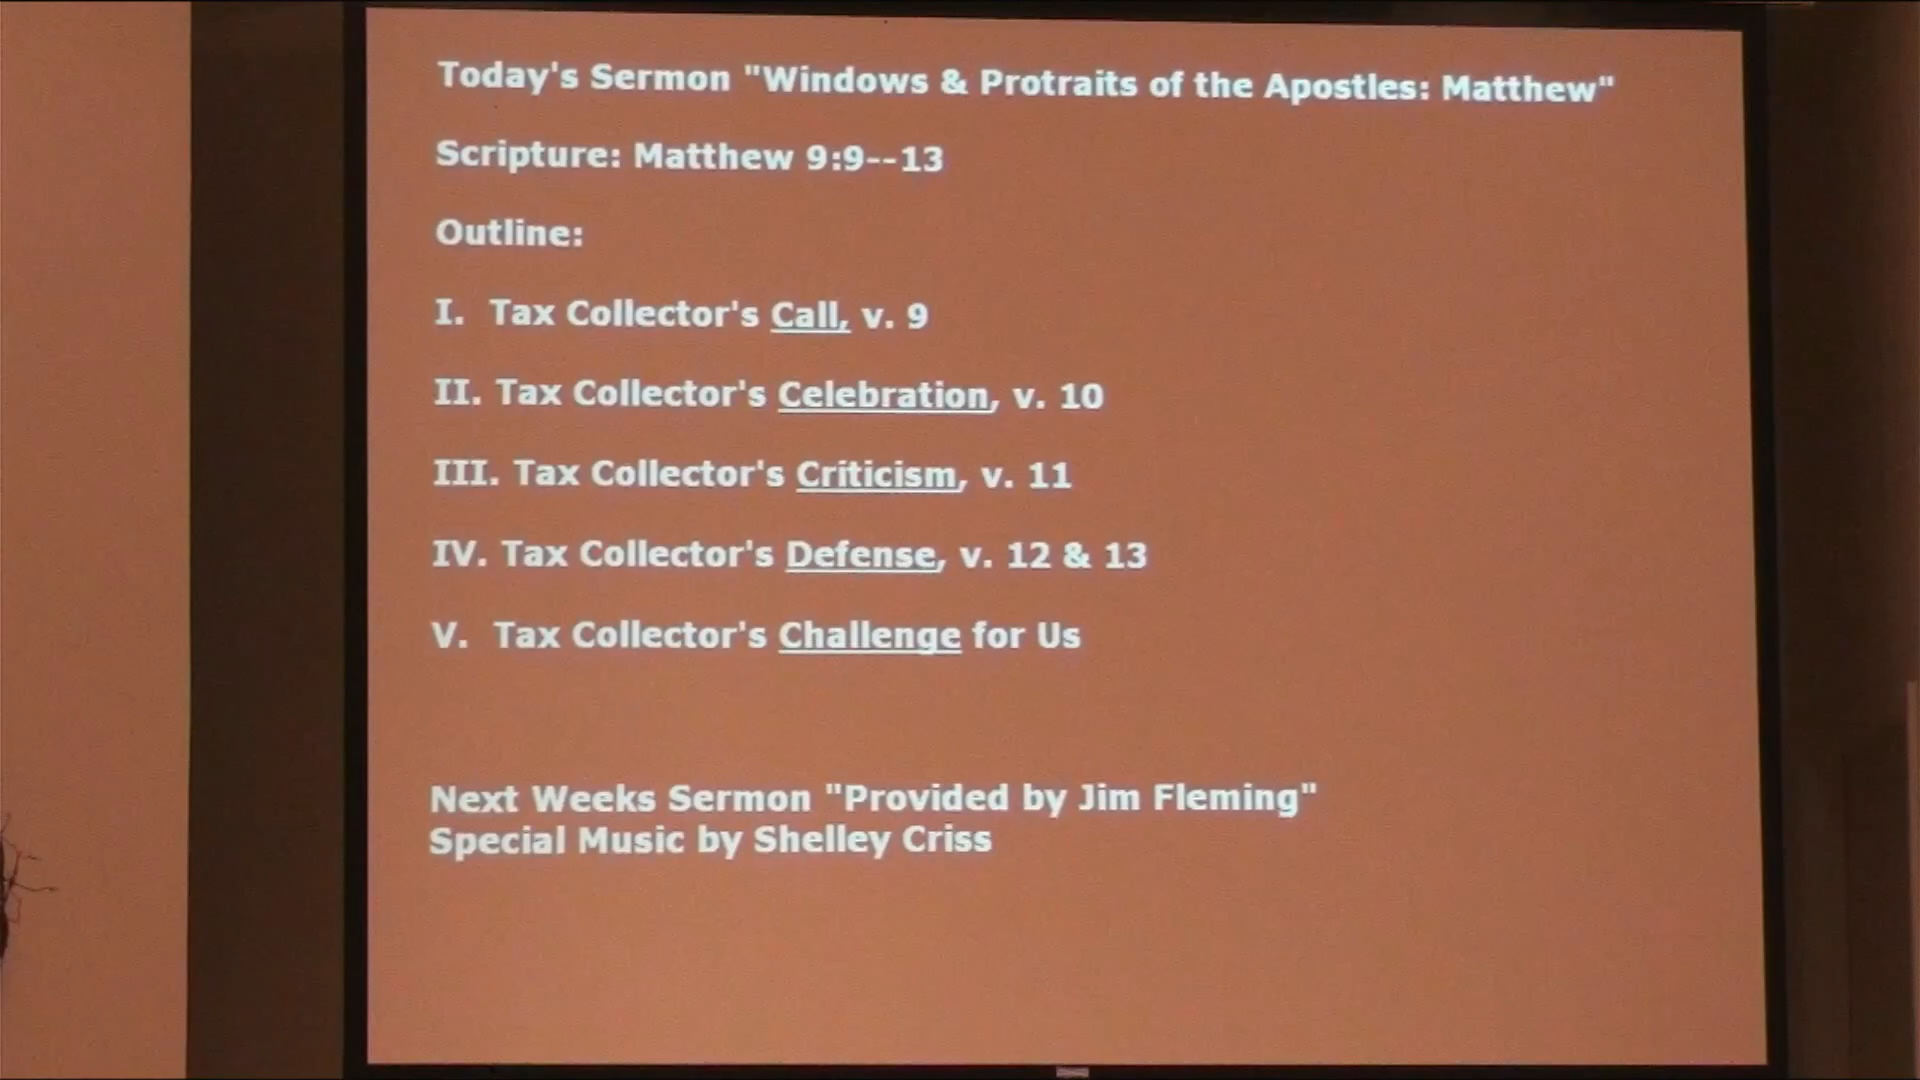 Today's Sermon "Windows & Protraits of the Apostles: Matthew"
Scripture: Matthew 9:9--13
Outline:
I. Tax Collector's Call, v. 9
II. Tax Collector's Celebration, v. 10
III. Tax Collector's Criticism, v. 11
IV. Tax Collector's Defense, v. 12 & 13
V. Tax Collector's Challenge for Us
Next Weeks Sermon "Provided by Jim Fleming"
Special Music by Shelley Criss